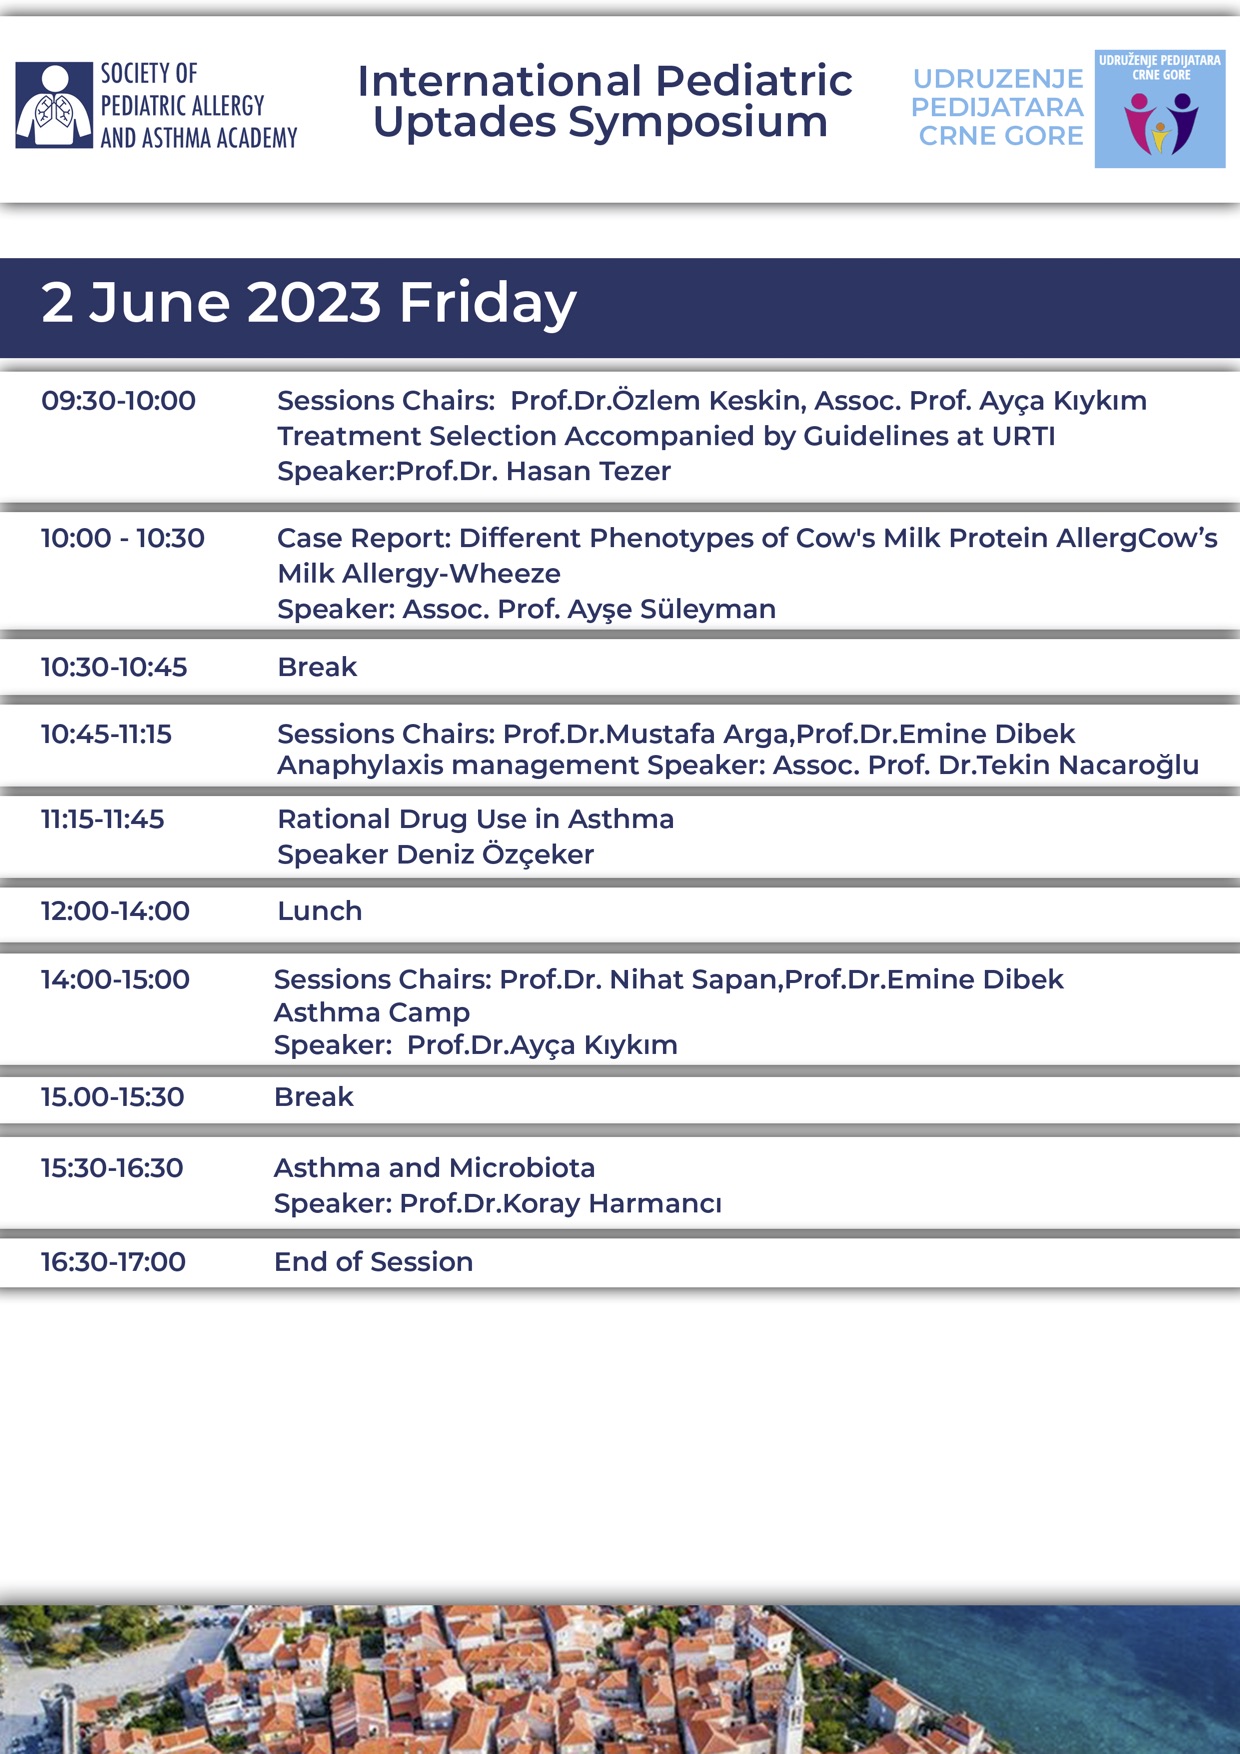 SOCIETY OF
PEDIATRIC ALLERGY
AND ASTHMA ACADEMY
International Pediatric
Uptades Symposium
UDRUZENJE
PEDIJATARA
CRNE GORE
UDRUŽENJE PEDIJATARA
CRNE GORE
2 June 2023 Friday
09:30-10:00
Sessions Chairs:  Prof.Dr.Özlem Keskin, Assoc. Prof. Ayça Kıykım
Treatment Selection Accompanied by Guidelines at URTI
Speaker:Prof.Dr. Hasan Tezer
10:00 - 10:30
Case Report: Different Phenotypes of Cow's Milk Protein AllergCow’s
Milk Allergy-Wheeze
Speaker: Assoc. Prof. Ayşe Süleyman
10:30-10:45
Break
10:45-11:15
Sessions Chairs: Prof.Dr.Mustafa Arga,Prof.Dr.Emine Dibek
Anaphylaxis management Speaker: Assoc. Prof. Dr.Tekin Nacaroğlu
11:15-11:45
Rational Drug Use in Asthma
Speaker Deniz Özçeker
12:00-14:00
Lunch
14:00-15:00
Sessions Chairs: Prof.Dr. Nihat Sapan,Prof.Dr.Emine Dibek
Asthma Camp
Speaker:  Prof.Dr.Ayça Kıykım
15.00-15:30
Break
15:30-16:30
Asthma and Microbiota
Speaker: Prof.Dr.Koray Harmancı
16:30-17:00
End of Session